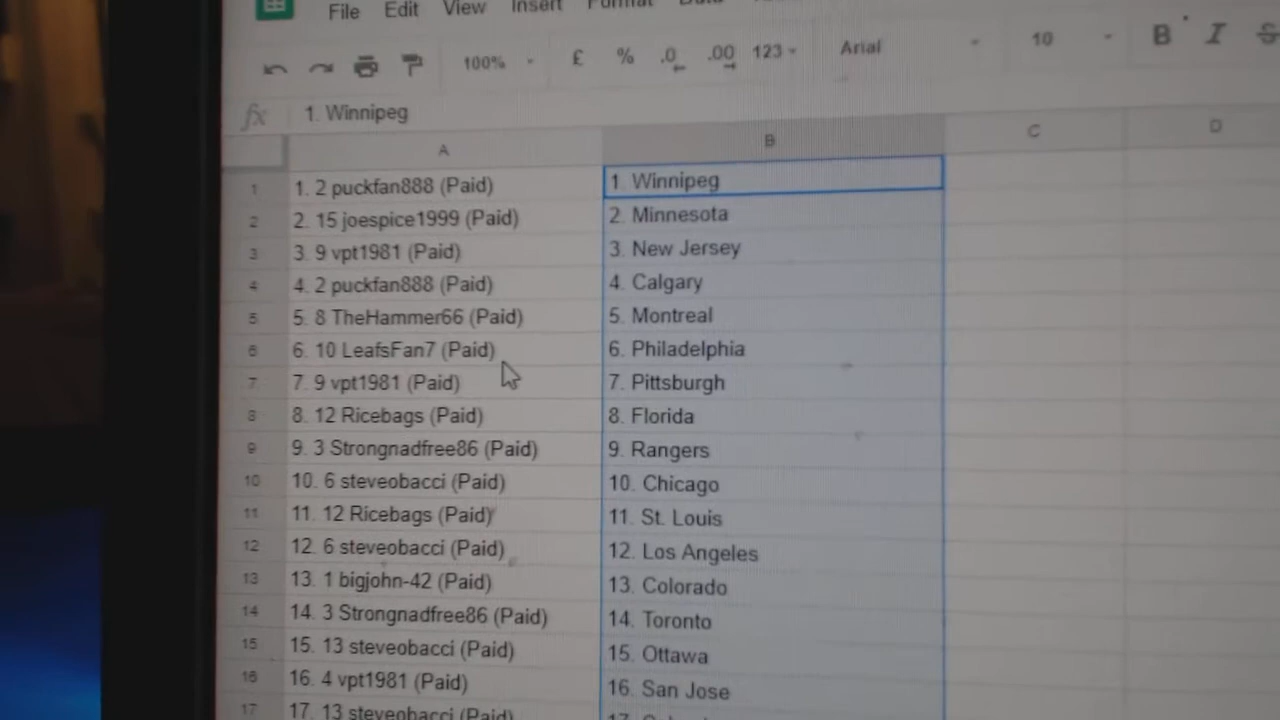 File Edit View Insert Format
100% £ % .0 .00 123 Arial 10 B I S
fx 1. Winnipeg
A B C D
1 1. 2 puckfan888 (Paid) 1. Winnipeg
2 2. 15 joespice1999 (Paid) 2. Minnesota
3 3. 9 vpt1981 (Paid) 3. New Jersey
4 4. 2 puckfan888 (Paid) 4. Calgary
5 5. 8 TheHammer66 (Paid) 5. Montreal
6 6. 10 LeafsFan7 (Paid) 6. Philadelphia
7 7. 9 vpt1981 (Paid) 7. Pittsburgh
8 8. 12 Ricebags (Paid) 8. Florida
9 9. 3 Strongnadfree86 (Paid) 9. Rangers
10 10. 6 steveobacci (Paid) 10. Chicago
11 11. 12 Ricebags (Paid) 11. St. Louis
12 12. 6 steveobacci (Paid) 12. Los Angeles
13 13. 1 bigjohn-42 (Paid) 13. Colorado
14 14. 3 Strongnadfree86 (Paid) 14. Toronto
15 15. 13 steveobacci (Paid) 15. Ottawa
16 16. 4 vpt1981 (Paid) 16. San Jose
17 17. 13 steveobacci (Paid)